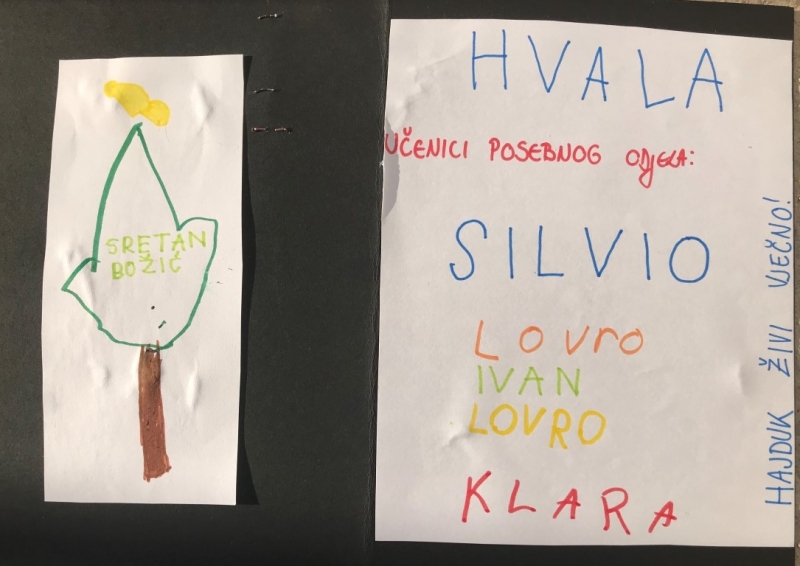 SRETAN
BOŽIĆ
HVALA
UČENICI POSEBNOG ODJELA:
SILVIO
Lovro
IVAN
LOVRO
KLARA
HAJDUK ŽIVI VJEČNO!